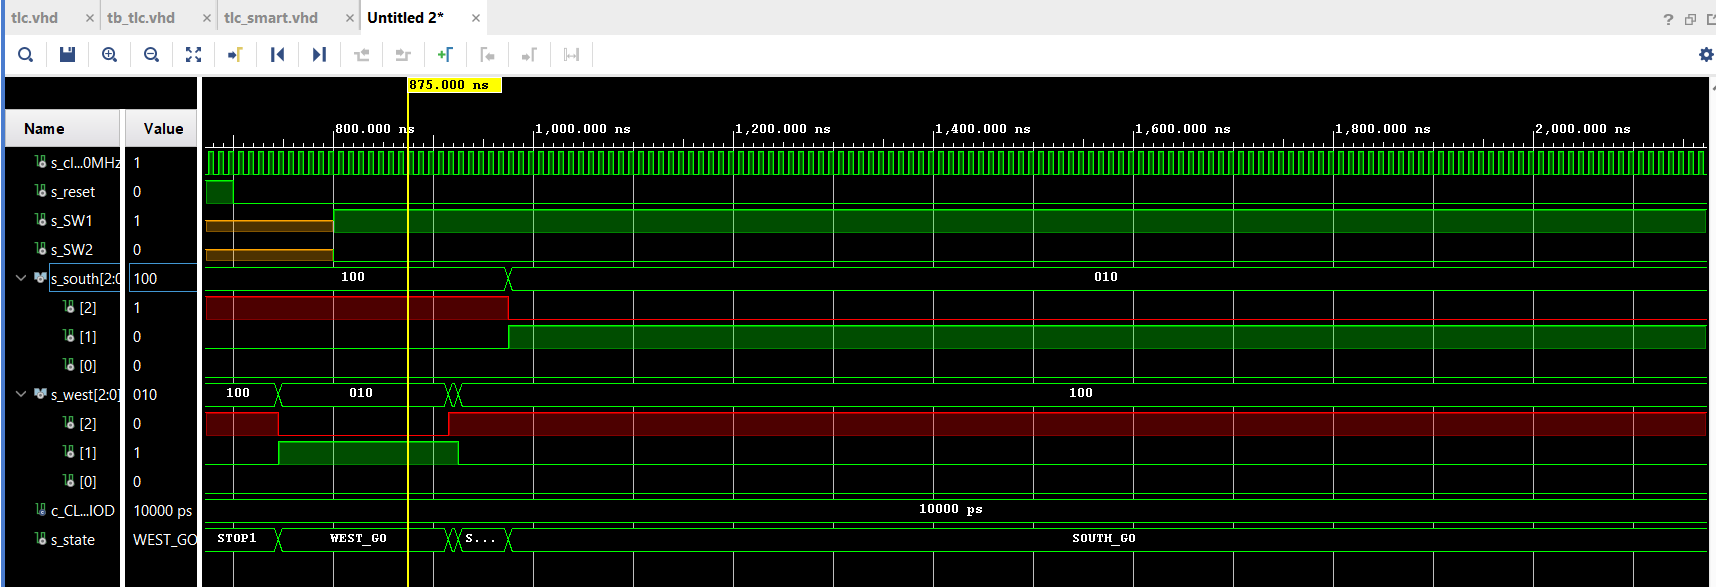 tlc.vhd × tb_tlc.vhd × tlc_smart.vhd × Untitled 2* ×
?
875.000 ns
Name Value
800.000 ns 1,000.000 ns 1,200.000 ns 1,400.000 ns 1,600.000 ns 1,800.000 ns 2,000.000 ns
s_cl...0MHz 1
s_reset 0
s_SW1 1
s_SW2 0
s_south[2:0 100 100 010
[2] 1
[1] 0
[0] 0
s_west[2:0] 010 100 010 100
[2] 0
[1] 1
[0] 0
c_CL...IOD 10000 ps 10000 ps
s_state WEST_GO STOP1 WEST_GO S... SOUTH_GO